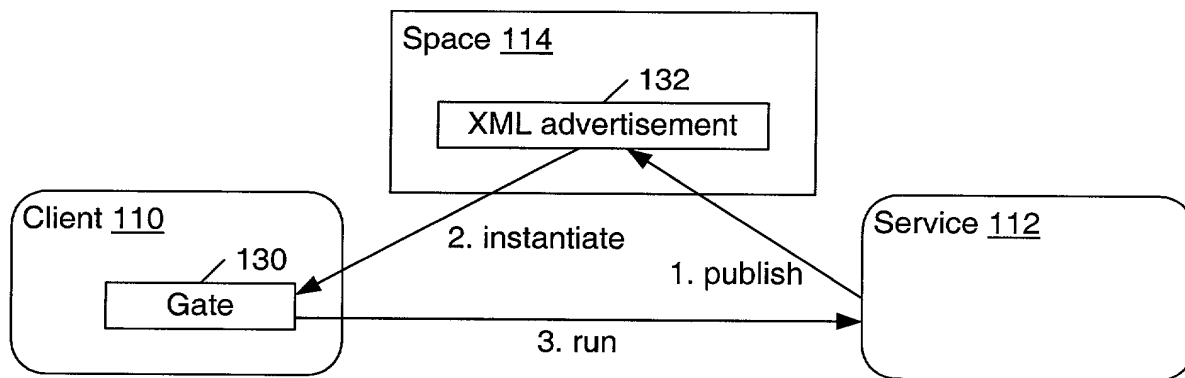 Space 114
132
XML advertisement
Client 110
2. instantiate
Service 112
130
1. publish
Gate
3. run